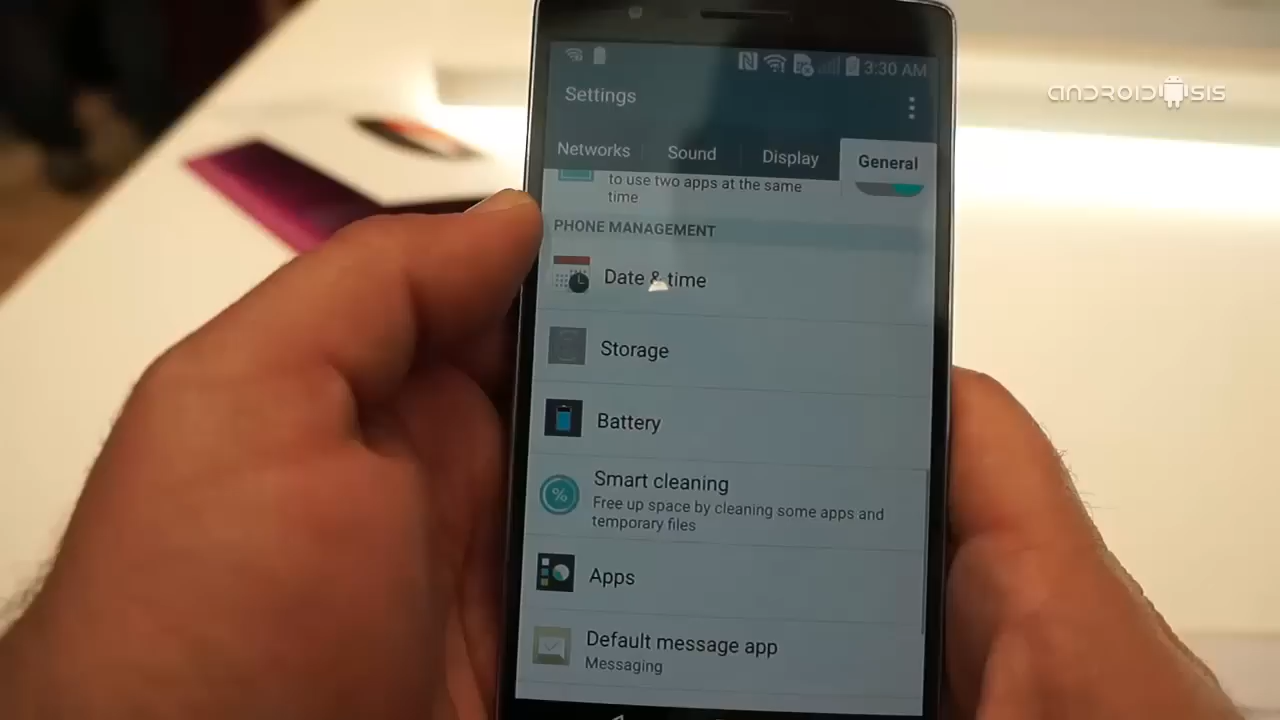 3:30 AM
Settings
ANDROIDSIS
Networks Sound Display General
to use two apps at the same
time
PHONE MANAGEMENT
Date & time
Storage
Battery
%
Smart cleaning
Free up space by cleaning some apps and
temporary files
Apps
Default message app
Messaging